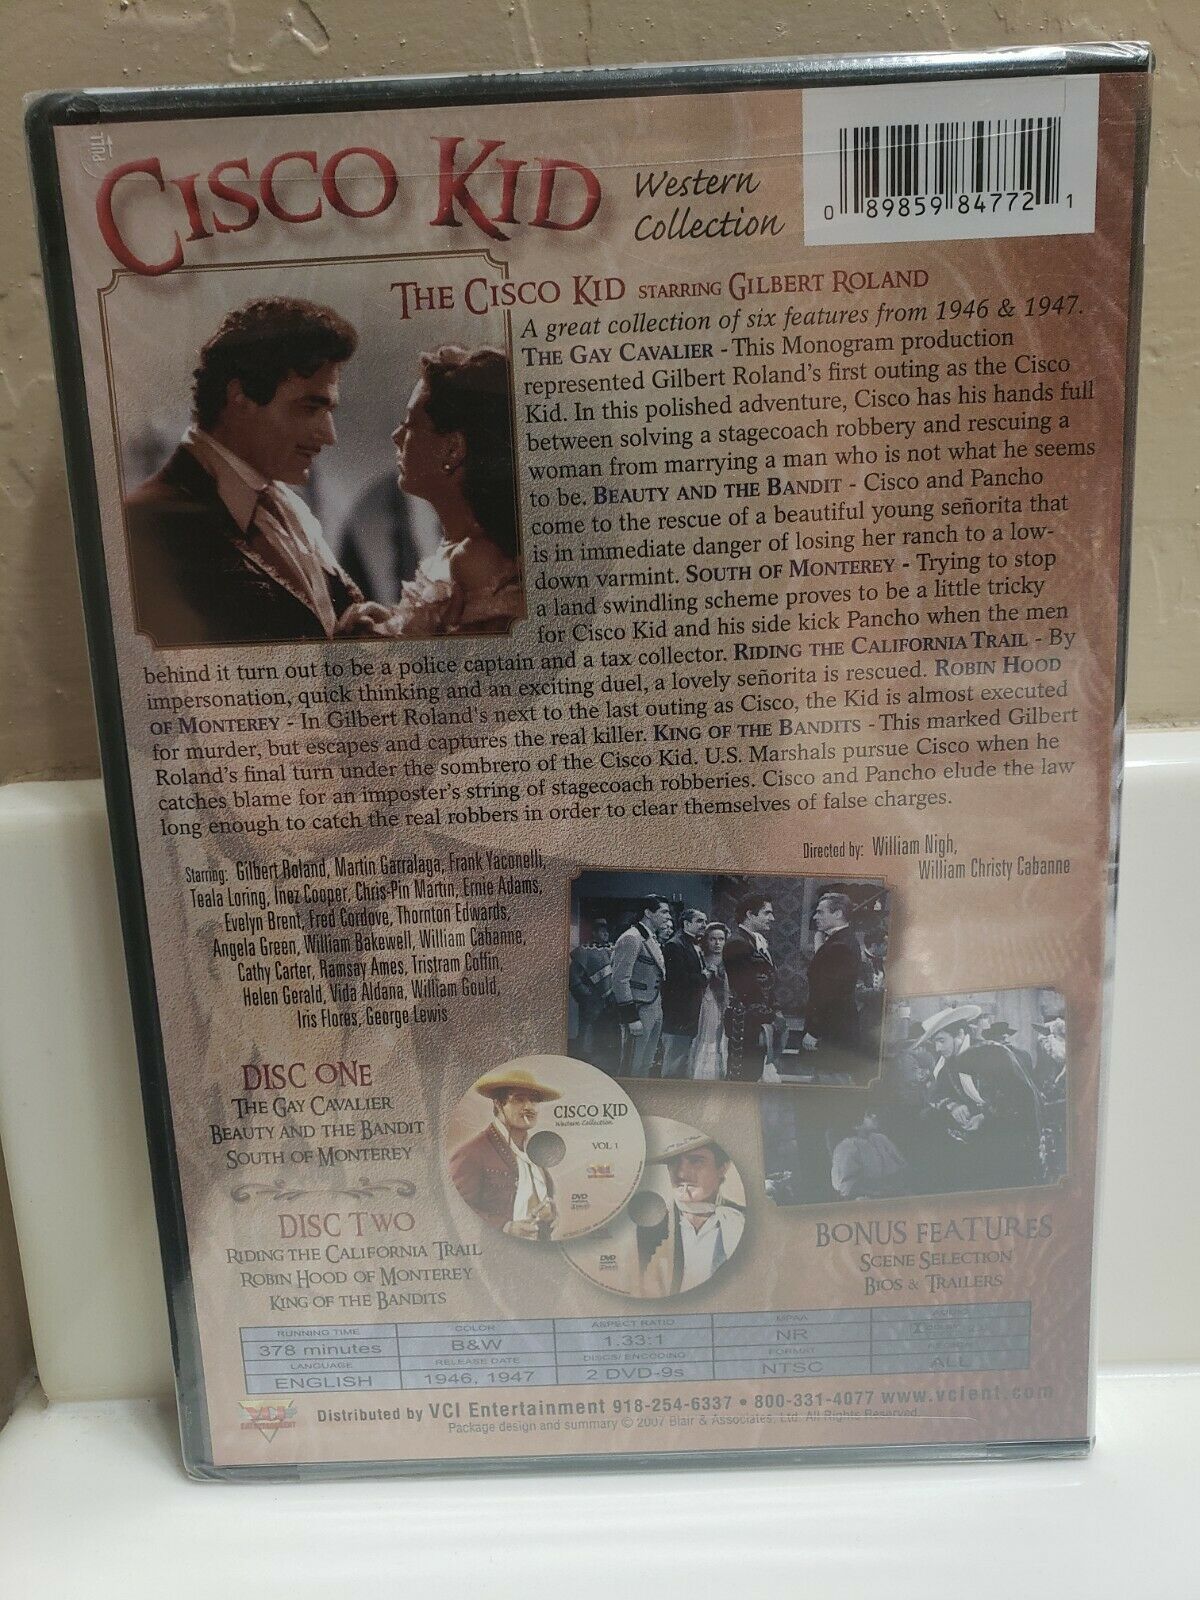 PULL
CISCO KID
Western
Collection
0 89859 84772 1
THE CISCO KID STARRING GILBERT ROLAND
A great collection of six features from 1946 & 1947.
THE GAY CAVALIER - This Monogram production
represented Gilbert Roland's first outing as the Cisco
Kid. In this polished adventure, Cisco has his hands full
between solving a stagecoach robbery and rescuing a
woman from marrying a man who is not what he seems
to be. BEAUTY AND THE BANDIT - Cisco and Pancho
come to the rescue of a beautiful young señorita that
is in immediate danger of losing her ranch to a low-
down varmint. SOUTH OF MONTEREY - Trying to stop
a land swindling scheme proves to be a little tricky
for Cisco Kid and his side kick Pancho when the men
behind it turn out to be a police captain and a tax collector. RIDING THE CALIFORNIA TRAIL - By
impersonation, quick thinking and an exciting duel, a lovely señorita is rescued. ROBIN HOOD
OF MONTEREY - In Gilbert Roland's next to the last outing as Cisco, the Kid is almost executed
for murder, but escapes and captures the real killer. KING OF THE BANDITS - This marked Gilbert
Roland's final turn under the sombrero of the Cisco Kid. U.S. Marshals pursue Cisco when he
catches blame for an imposter's string of stagecoach robberies. Cisco and Pancho elude the law
long enough to catch the real robbers in order to clear themselves of false charges.
Starring: Gilbert Roland, Martin Garralaga, Frank Yaconelli,
Teala Loring, Inez Cooper, Chris-Pin Martin, Ernie Adams,
Evelyn Brent, Fred Cordove, Thornton Edwards,
Angela Green, William Bakewell, William Cabanne,
Cathy Carter, Ramsay Ames, Tristram Coffin,
Helen Gerald, Vida Aldana, William Gould,
Iris Flores, George Lewis
Directed by: William Nigh,
William Christy Cabanne
DISC ONE
THE GAY CAVALIER
BEAUTY AND THE BANDIT
SOUTH OF MONTEREY
DISC TWO
RIDING THE CALIFORNIA TRAIL
ROBIN HOOD OF MONTEREY
KING OF THE BANDITS
CISCO KID
Western Collection
VOL 1
DVD
DVD
BONUS FEATURES
SCENE SELECTION
BIOS & TRAILERS
RUNNING TIME COLOR ASPECT RATIO MPAA AUDIO
378 minutes B&W 1.33:1 NR
LANGUAGE RELEASE DATE DISCS/ENCODING FORMAT
ENGLISH 1946, 1947 2 DVD-9s NTSC ALL
VCI ENTERTAINMENT
Distributed by VCI Entertainment 918-254-6337 • 800-331-4077 www.vcient.com
Package design and summary © 2007 Blair & Associates, Ltd. All Rights Reserved